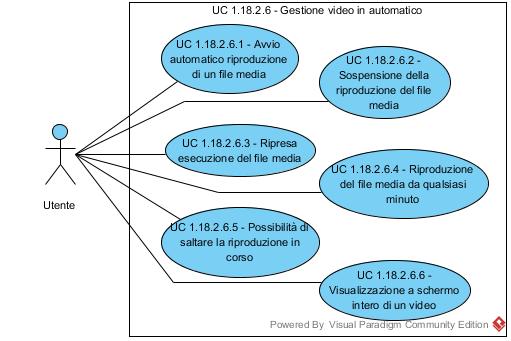 UC 1.18.2.6 - Gestione video in automatico
UC 1.18.2.6.1 - Avvio
automatico riproduzione
di un file media
UC 1.18.2.6.2 -
Sospensione della
riproduzione del file
media
UC 1.18.2.6.3 - Ripresa
esecuzione del file media
UC 1.18.2.6.4 - Riproduzione
del file media da qualsiasi
minuto
Utente
UC 1.18.2.6.5 - Possibilità di
saltare la riproduzione in
corso
UC 1.18.2.6.6 -
Visualizzazione a schermo
intero di un video
Powered By Visual Paradigm Community Edition